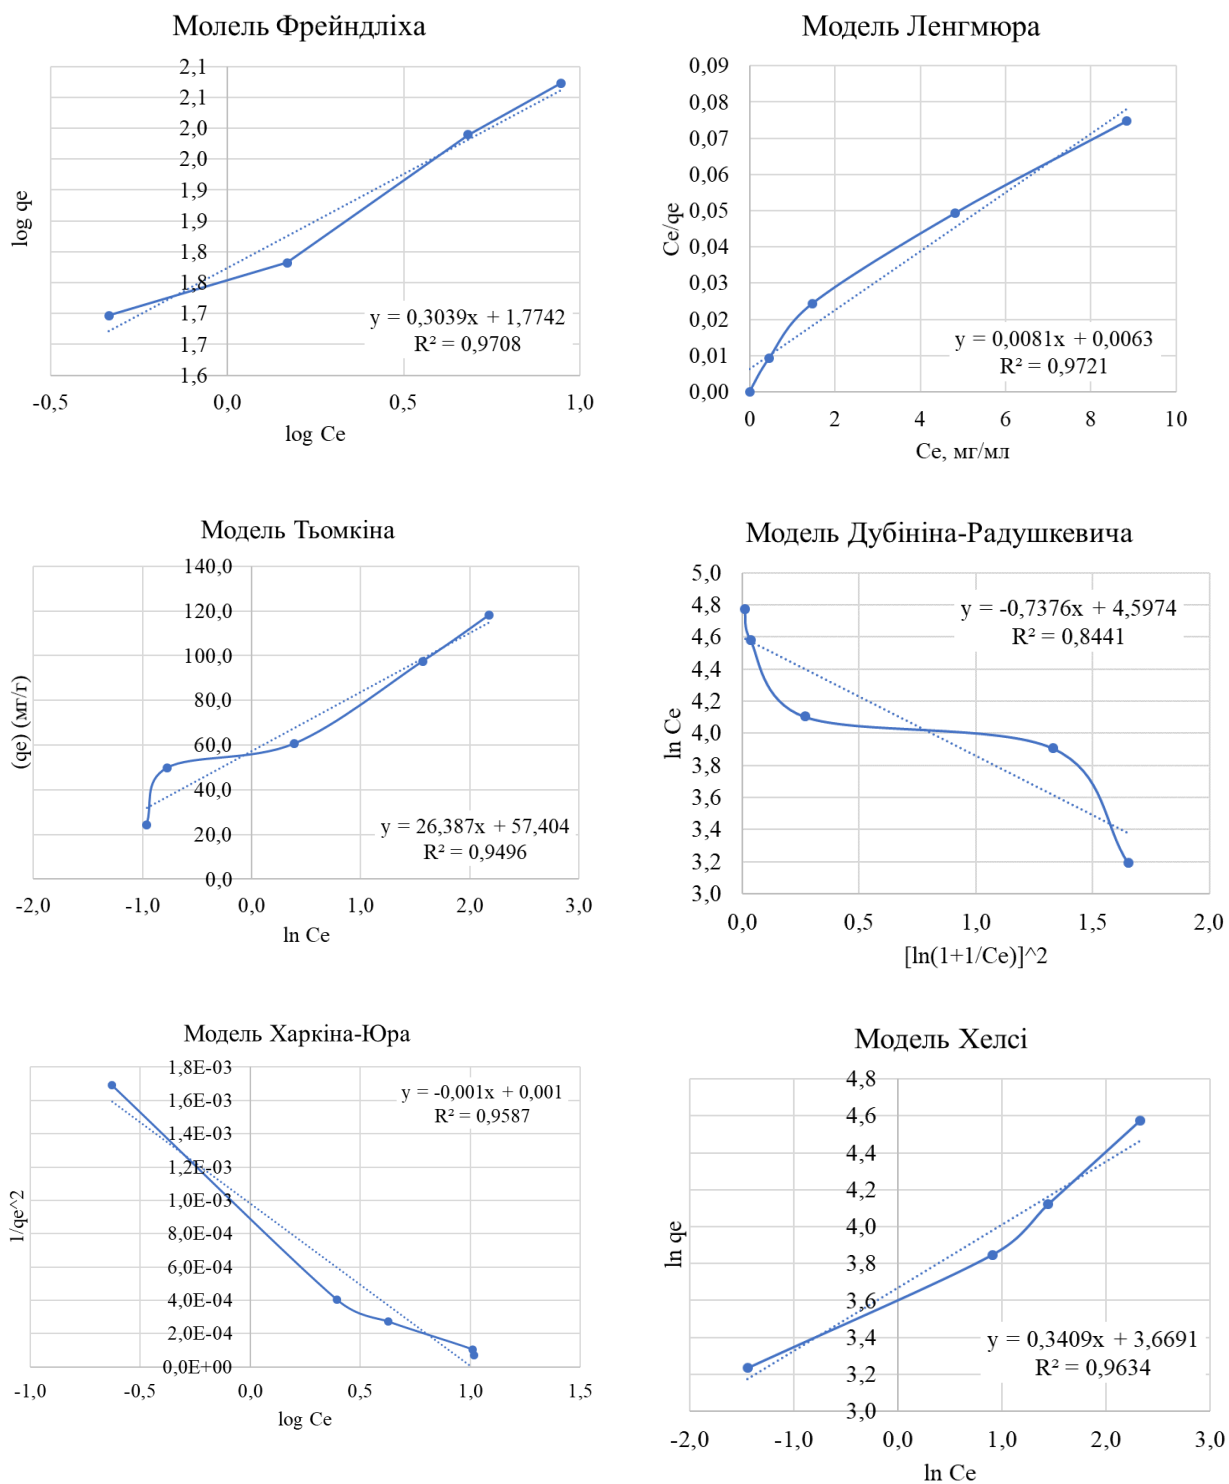 Молель Фрейндліха
2,1
2,1
2,0
2,0
1,9
1,9
1,8
1,8
1,7
1,7
1,6
-0,5
0,0
0,5
1,0
log qe
log Ce
y = 0,3039x + 1,7742
R² = 0,9708
Модель Ленгмюра
0,09
0,08
0,07
0,06
0,05
0,04
0,03
0,02
0,01
0,00
0
2
4
6
8
10
Ce/qe
Ce, мг/мл
y = 0,0081x + 0,0063
R² = 0,9721
Модель Тьомкіна
140,0
120,0
100,0
80,0
60,0
40,0
20,0
0,0
-2,0
-1,0
0,0
1,0
2,0
3,0
(qe) (мг/г)
ln Ce
y = 26,387x + 57,404
R² = 0,9496
Модель Дубініна-Радушкевича
5,0
4,8
4,6
4,4
4,2
4,0
3,8
3,6
3,4
3,2
3,0
0,0
0,5
1,0
1,5
2,0
ln Ce
[ln(1+1/Ce)]^2
y = -0,7376x + 4,5974
R² = 0,8441
Модель Харкіна-Юра
1,8E-03
1,6E-03
1,4E-03
1,2E-03
1,0E-03
8,0E-04
6,0E-04
4,0E-04
2,0E-04
0,0E+00
-1,0
-0,5
0,0
0,5
1,0
1,5
1/qe^2
log Ce
y = -0,001x + 0,001
R² = 0,9587
Модель Хелсі
4,8
4,6
4,4
4,2
4,0
3,8
3,6
3,4
3,2
3,0
-2,0
-1,0
0,0
1,0
2,0
3,0
ln qe
ln Ce
y = 0,3409x + 3,6691
R² = 0,9634